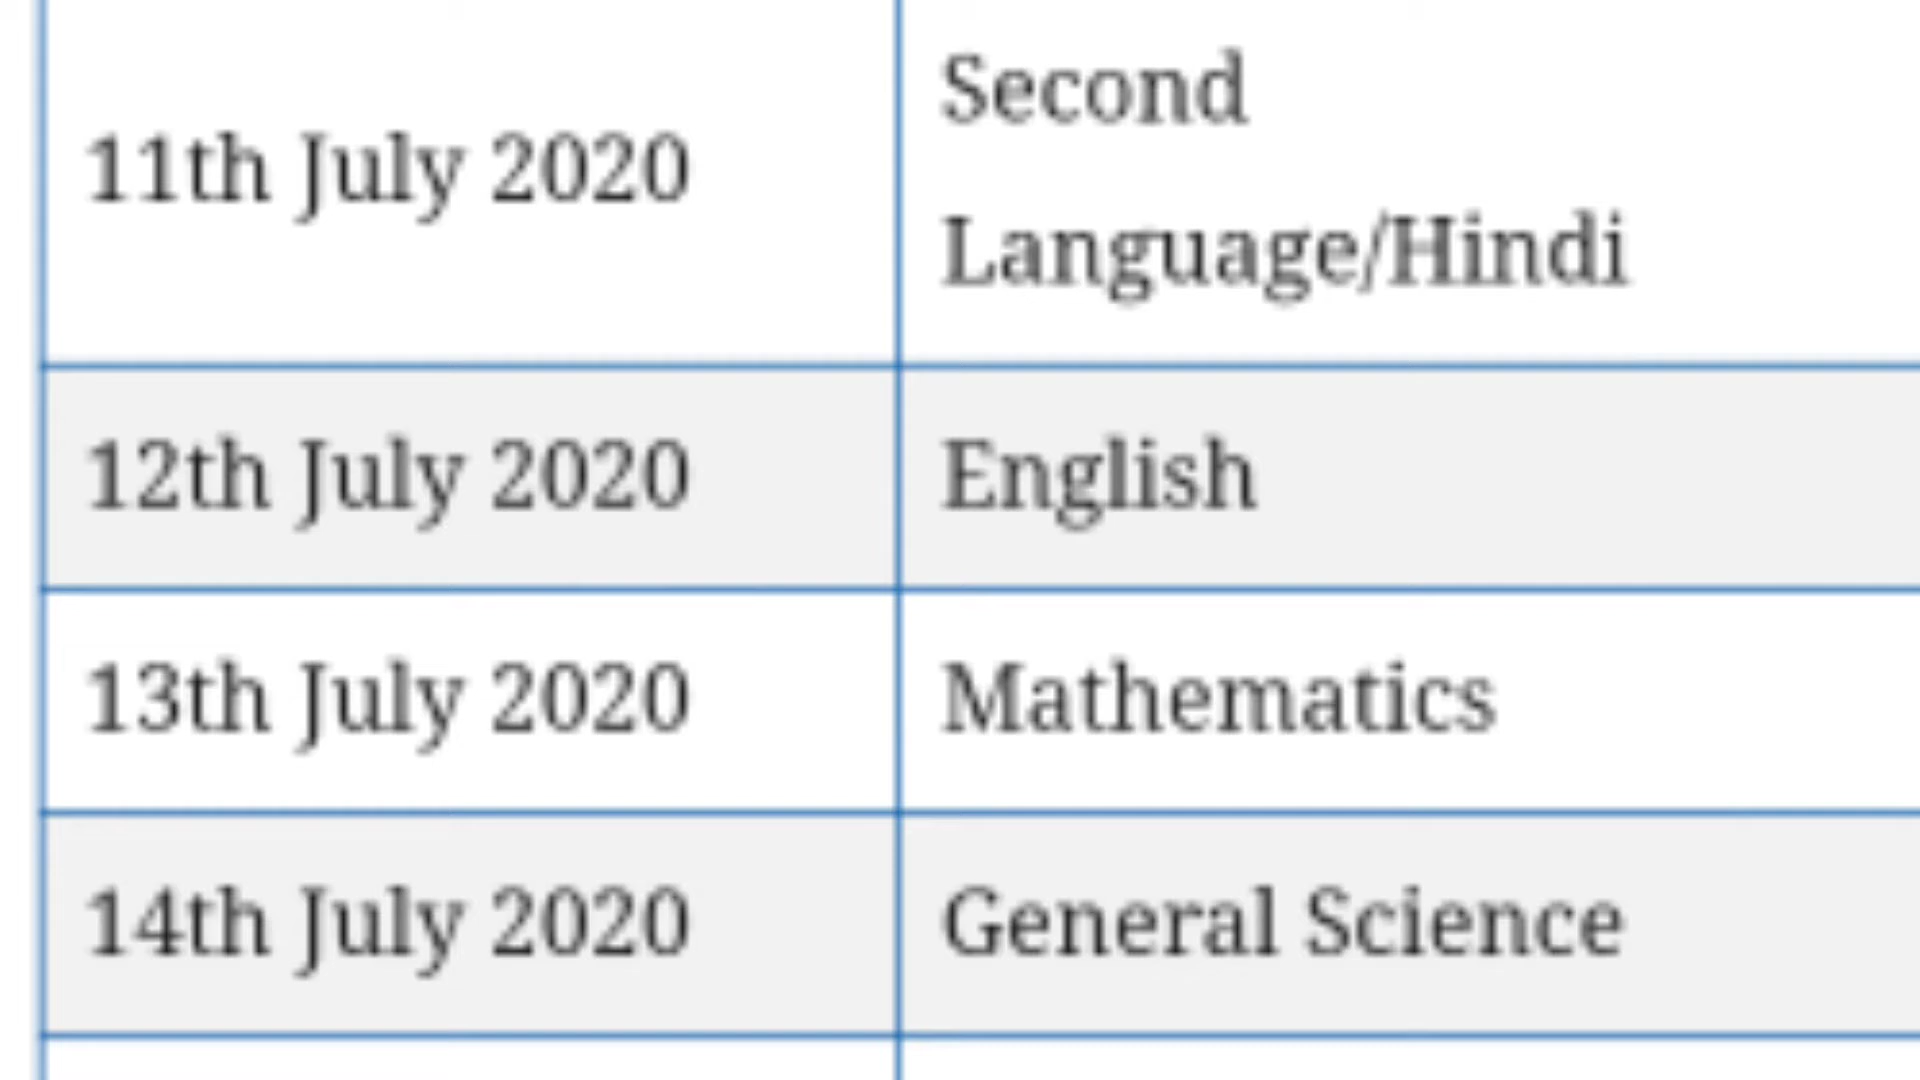 11th July 2020
Second
Language/Hindi
12th July 2020
English
13th July 2020
Mathematics
14th July 2020
General Science